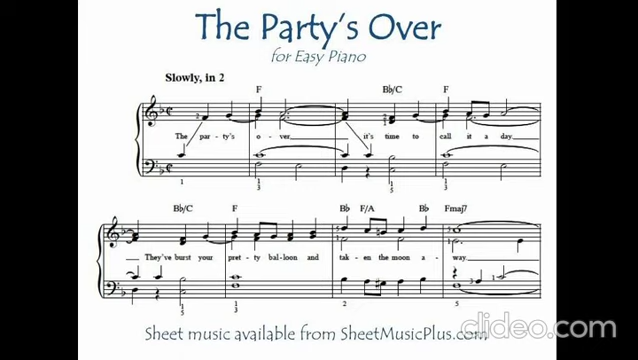 The Party's Over
for Easy Piano
Slowly, in 2
F Bb/C F
The par - ty's o - ver it's time to call it a day
1 1 3 1 5 1 3
Bb/C F Bb F/A Bb Fmaj7
They've burst your pret - ty bal - loon and tak - en the moon a - way.
1 5 1 3 2 2 5 3
Sheet music available from SheetMusicPlus.com
clideo.com